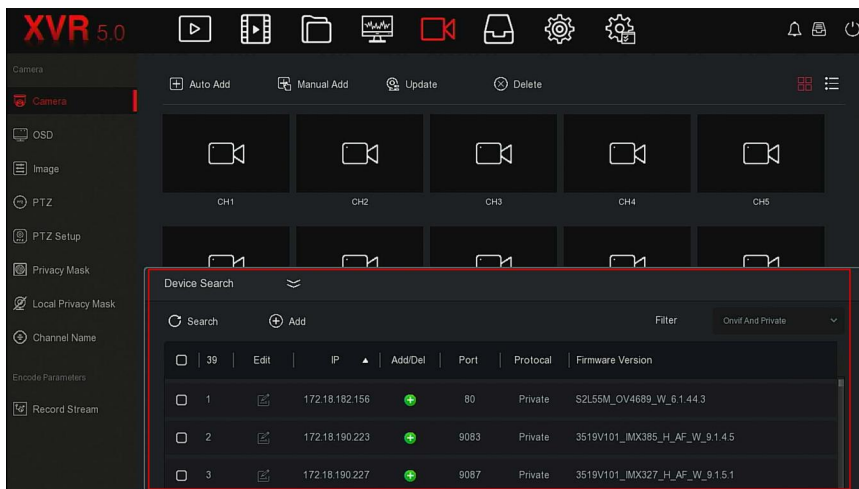 XVR 5.0
Camera
Auto Add Manual Add Update Delete
Camera
OSD
Image
CH1 CH2 CH3 CH4 CH5
PTZ
PTZ Setup
Privacy Mask
Device Search
Local Privacy Mask
Search Add Filter Onvif And Private
Channel Name
39 Edit IP Add/Del Port Protocal Firmware Version
Encode Parameters
1 172.18.182.156 80 Private S2L55M_OV4689_W_6.1.44.3
Record Stream
2 172.18.190.223 9083 Private 3519V101_IMX385_H_AF_W_9.1.4.5
3 172.18.190.227 9087 Private 3519V101_IMX327_H_AF_W_9.1.5.1